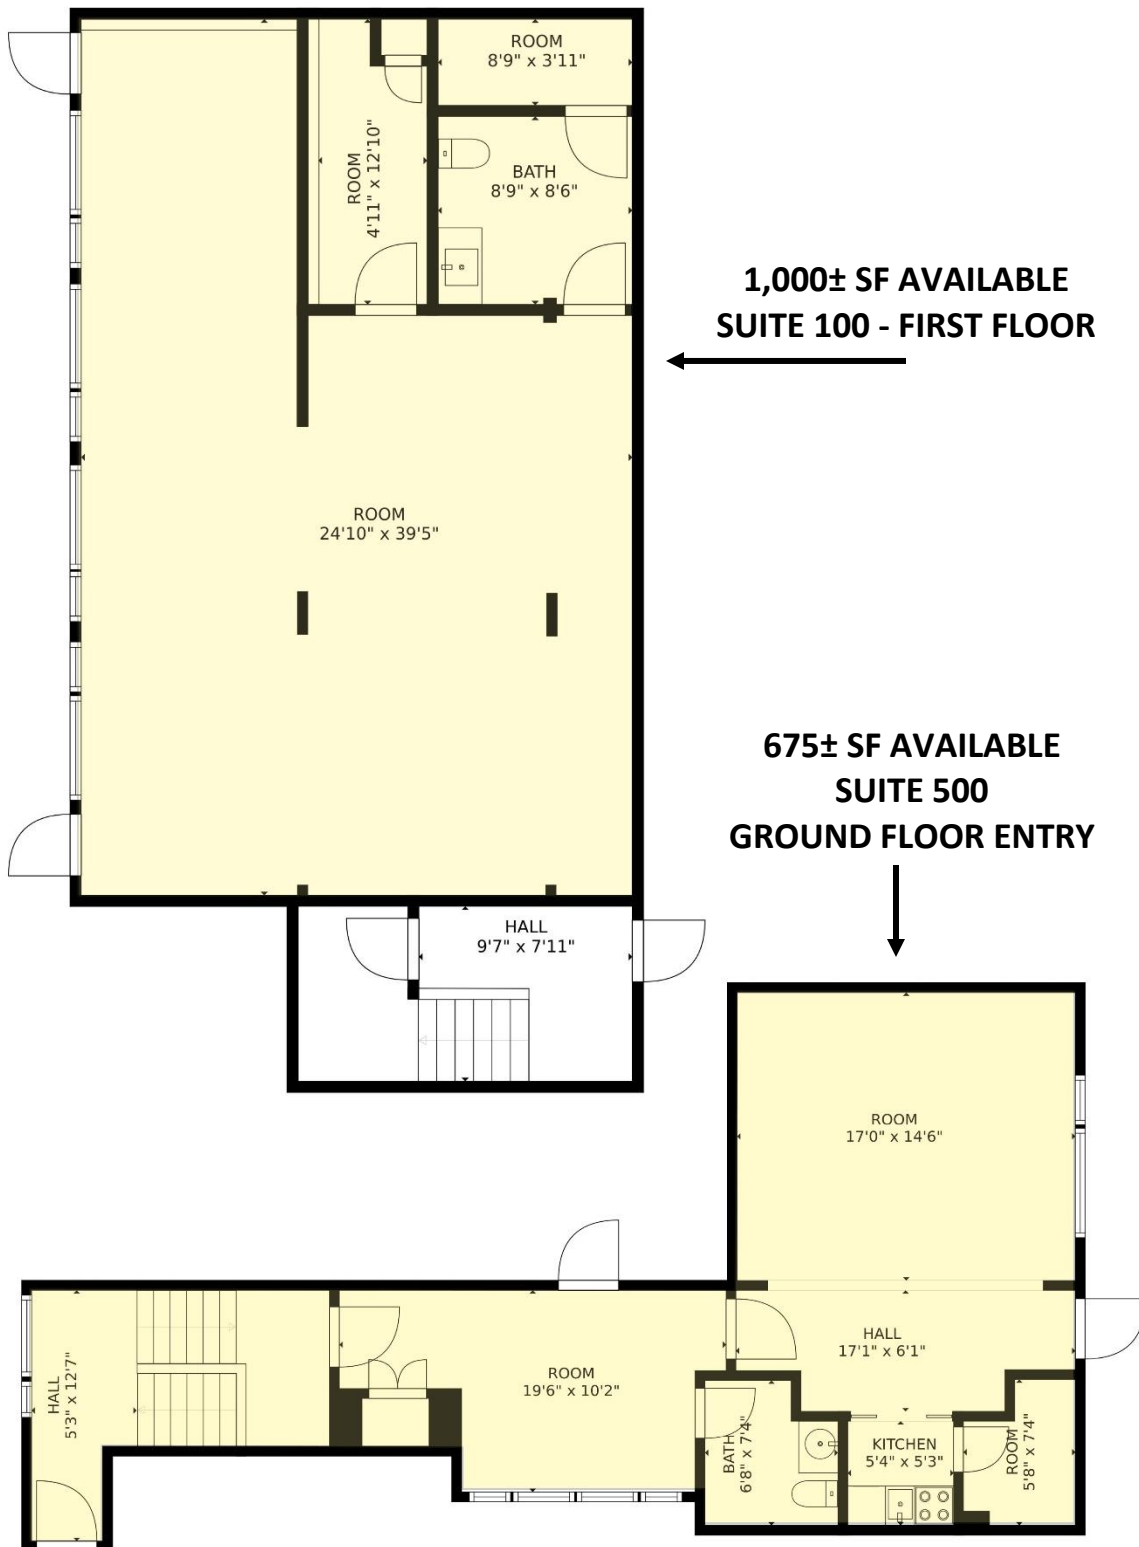 ROOM
8'9" x 3'11"
ROOM
4'11" x 12'10"
BATH
8'9" x 8'6"
1,000± SF AVAILABLE
SUITE 100 - FIRST FLOOR
ROOM
24'10" x 39'5"
675± SF AVAILABLE
SUITE 500
GROUND FLOOR ENTRY
HALL
9'7" x 7'11"
ROOM
17'0" x 14'6"
HALL
5'3" x 12'7"
ROOM
19'6" x 10'2"
HALL
17'1" x 6'1"
BATH
6'8" x 7'4"
KITCHEN
5'4" x 5'3"
ROOM
5'8" x 7'4"